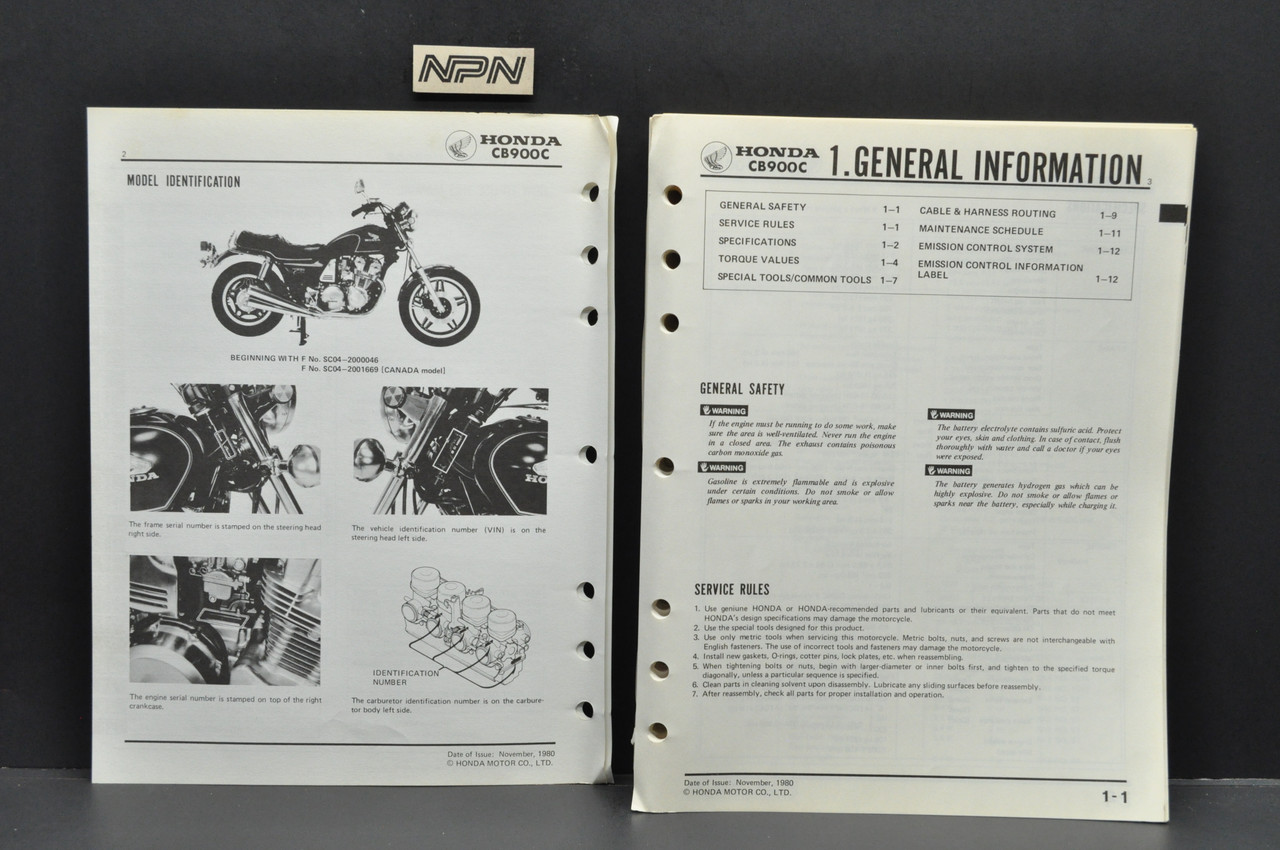 NPN
2
HONDA
CB900C
MODEL IDENTIFICATION
BEGINNING WITH F No. SC04-2000046
F No. SC04-2001669 [CANADA model]
HONDA
HO
The frame serial number is stamped on the steering head
right side.
The vehicle identification number (VIN) is on the
steering head left side.
IDENTIFICATION
NUMBER
The engine serial number is stamped on top of the right
crankcase.
The carburetor identification number is on the carbure-
tor body left side.
Date of Issue: November, 1980
© HONDA MOTOR CO., LTD.
HONDA
CB900C
1.GENERAL INFORMATION
3
GENERAL SAFETY 1-1
SERVICE RULES 1-1
SPECIFICATIONS 1-2
TORQUE VALUES 1-4
SPECIAL TOOLS/COMMON TOOLS 1-7
CABLE & HARNESS ROUTING 1-9
MAINTENANCE SCHEDULE 1-11
EMISSION CONTROL SYSTEM 1-12
EMISSION CONTROL INFORMATION
LABEL 1-12
GENERAL SAFETY
WARNING
If the engine must be running to do some work, make
sure the area is well-ventilated. Never run the engine
in a closed area. The exhaust contains poisonous
carbon monoxide gas.
WARNING
Gasoline is extremely flammable and is explosive
under certain conditions. Do not smoke or allow
flames or sparks in your working area.
WARNING
The battery electrolyte contains sulfuric acid. Protect
your eyes, skin and clothing. In case of contact, flush
thoroughly with water and call a doctor if your eyes
were exposed.
WARNING
The battery generates hydrogen gas which can be
highly explosive. Do not smoke or allow flames or
sparks near the battery, especially while charging it.
SERVICE RULES
1. Use geniune HONDA or HONDA-recommended parts and lubricants or their equivalent. Parts that do not meet
HONDA's design specifications may damage the motorcycle.
2. Use the special tools designed for this product.
3. Use only metric tools when servicing this motorcycle. Metric bolts, nuts, and screws are not interchangeable with
English fasteners. The use of incorrect tools and fasteners may damage the motorcycle.
4. Install new gaskets, O-rings, cotter pins, lock plates, etc. when reassembling.
5. When tightening bolts or nuts, begin with larger-diameter or inner bolts first, and tighten to the specified torque
diagonally, unless a particular sequence is specified.
6. Clean parts in cleaning solvent upon disassembly. Lubricate any sliding surfaces before reassembly.
7. After reassembly, check all parts for proper installation and operation.
Date of Issue: November, 1980
© HONDA MOTOR CO., LTD.
1-1